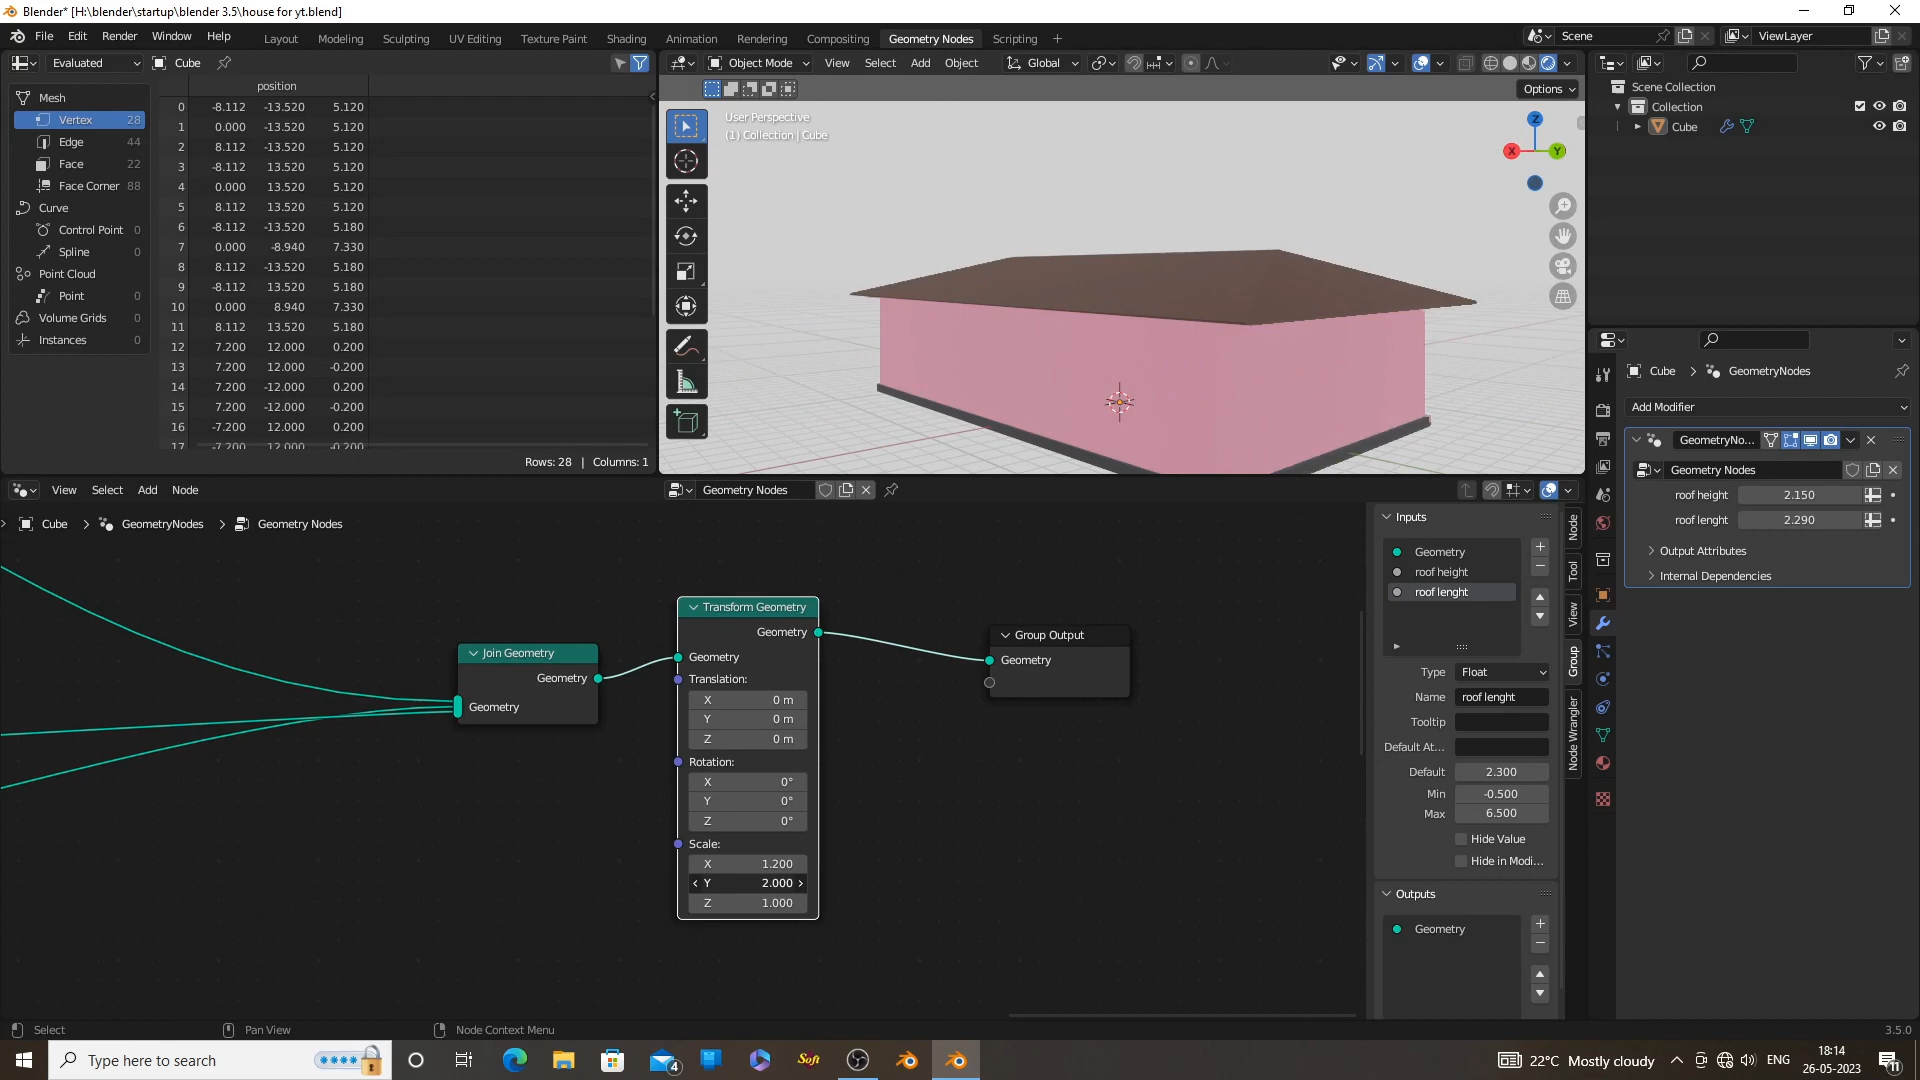 Blender* [H:\blender\startup\blender 3.5\house for yt.blend]
File Edit Render Window Help Layout Modeling Sculpting UV Editing Texture Paint Shading Animation Rendering Compositing Geometry Nodes Scripting + Scene ViewLayer
Evaluated Cube
Object Mode View Select Add Object Global
Options
position
Mesh
Vertex 28
Edge 44
Face 22
Face Corner 88
Curve
Control Point 0
Spline 0
Point Cloud
Point 0
Volume Grids 0
Instances 0
0 -8.112 -13.520 5.120
1 0.000 -13.520 5.120
2 8.112 -13.520 5.120
3 -8.112 13.520 5.120
4 0.000 13.520 5.120
5 8.112 13.520 5.120
6 -8.112 -13.520 5.180
7 0.000 -8.940 7.330
8 8.112 -13.520 5.180
9 -8.112 13.520 5.180
10 0.000 8.940 7.330
11 8.112 13.520 5.180
12 7.200 12.000 0.200
13 7.200 12.000 -0.200
14 7.200 -12.000 0.200
15 7.200 -12.000 -0.200
16 -7.200 12.000 0.200
17 -7.200 12.000 -0.200
Rows: 28 | Columns: 1
User Perspective
(1) Collection | Cube
Z
X
Y
Scene Collection
Collection
Cube
Cube > GeometryNodes
Add Modifier
GeometryNo...
Geometry Nodes
roof height 2.150
roof lenght 2.290
Output Attributes
Internal Dependencies
View Select Add Node Geometry Nodes
Cube > GeometryNodes > Geometry Nodes
Join Geometry
Geometry
Geometry
Transform Geometry
Geometry
Geometry
Translation:
X 0 m
Y 0 m
Z 0 m
Rotation:
X 0°
Y 0°
Z 0°
Scale:
X 1.200
Y 2.000
Z 1.000
Group Output
Geometry
Inputs
Geometry
roof height
roof lenght
Type Float
Name roof lenght
Tooltip
Default At...
Default 2.300
Min -0.500
Max 6.500
Hide Value
Hide in Modi...
Outputs
Geometry
Node
Tool
View
Group
Node Wrangler
Select Pan View Node Context Menu 3.5.0
Type here to search
4
Soft
22°C Mostly cloudy ENG
18:14
26-05-2023
11